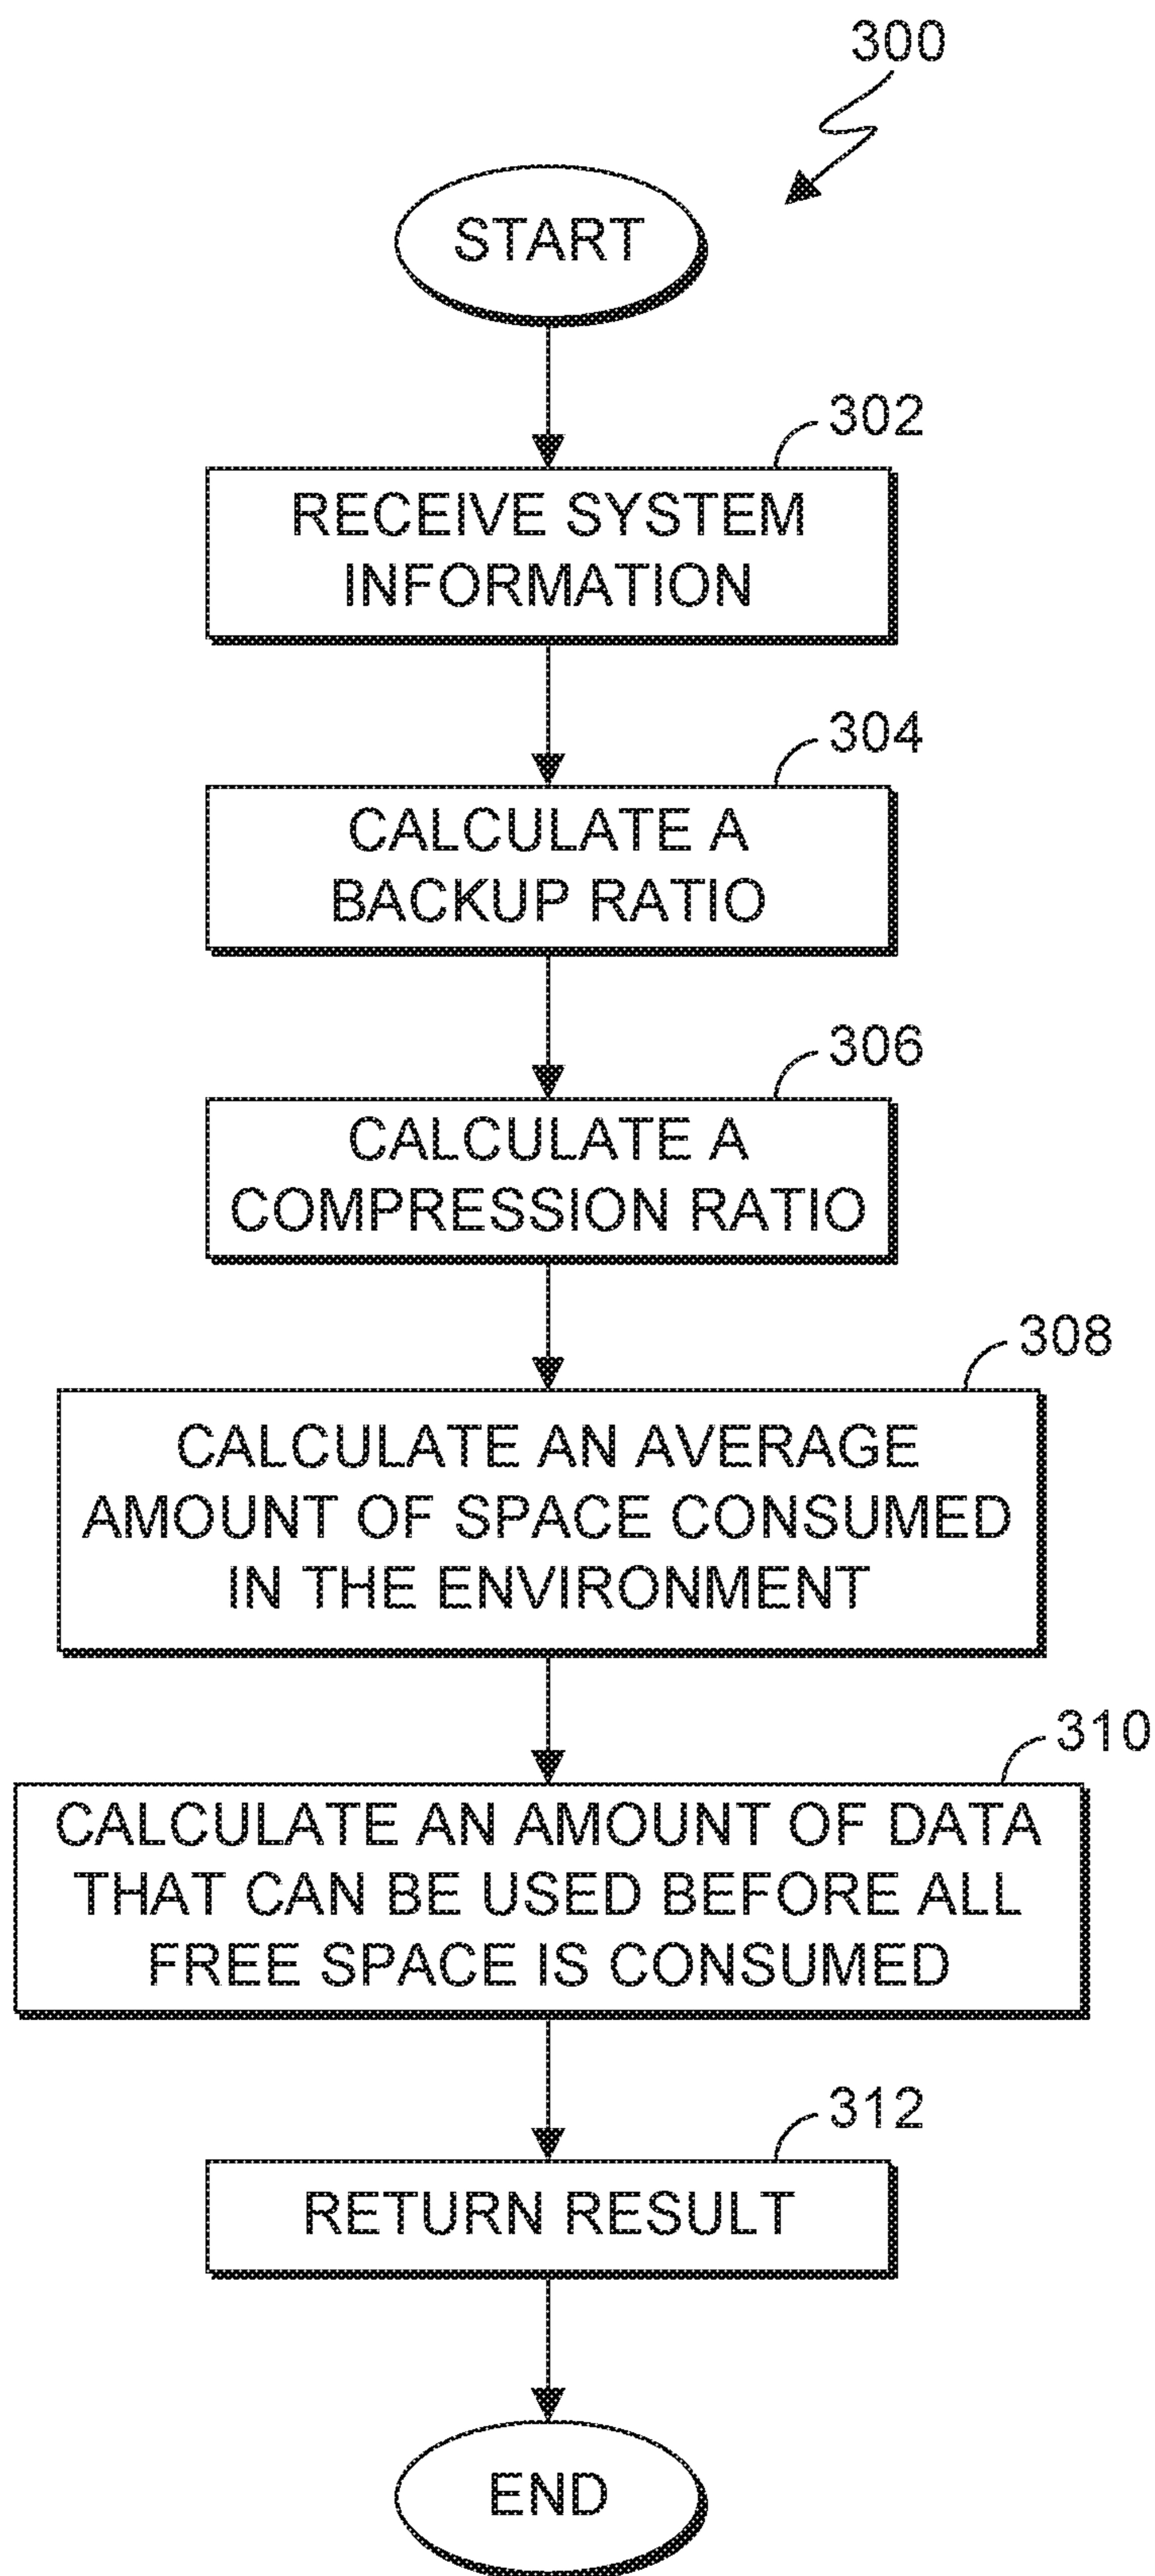 300
START
302
RECEIVE SYSTEM
INFORMATION
304
CALCULATE A
BACKUP RATIO
306
CALCULATE A
COMPRESSION RATIO
308
CALCULATE AN AVERAGE
AMOUNT OF SPACE CONSUMED
IN THE ENVIRONMENT
310
CALCULATE AN AMOUNT OF DATA
THAT CAN BE USED BEFORE ALL
FREE SPACE IS CONSUMED
312
RETURN RESULT
END